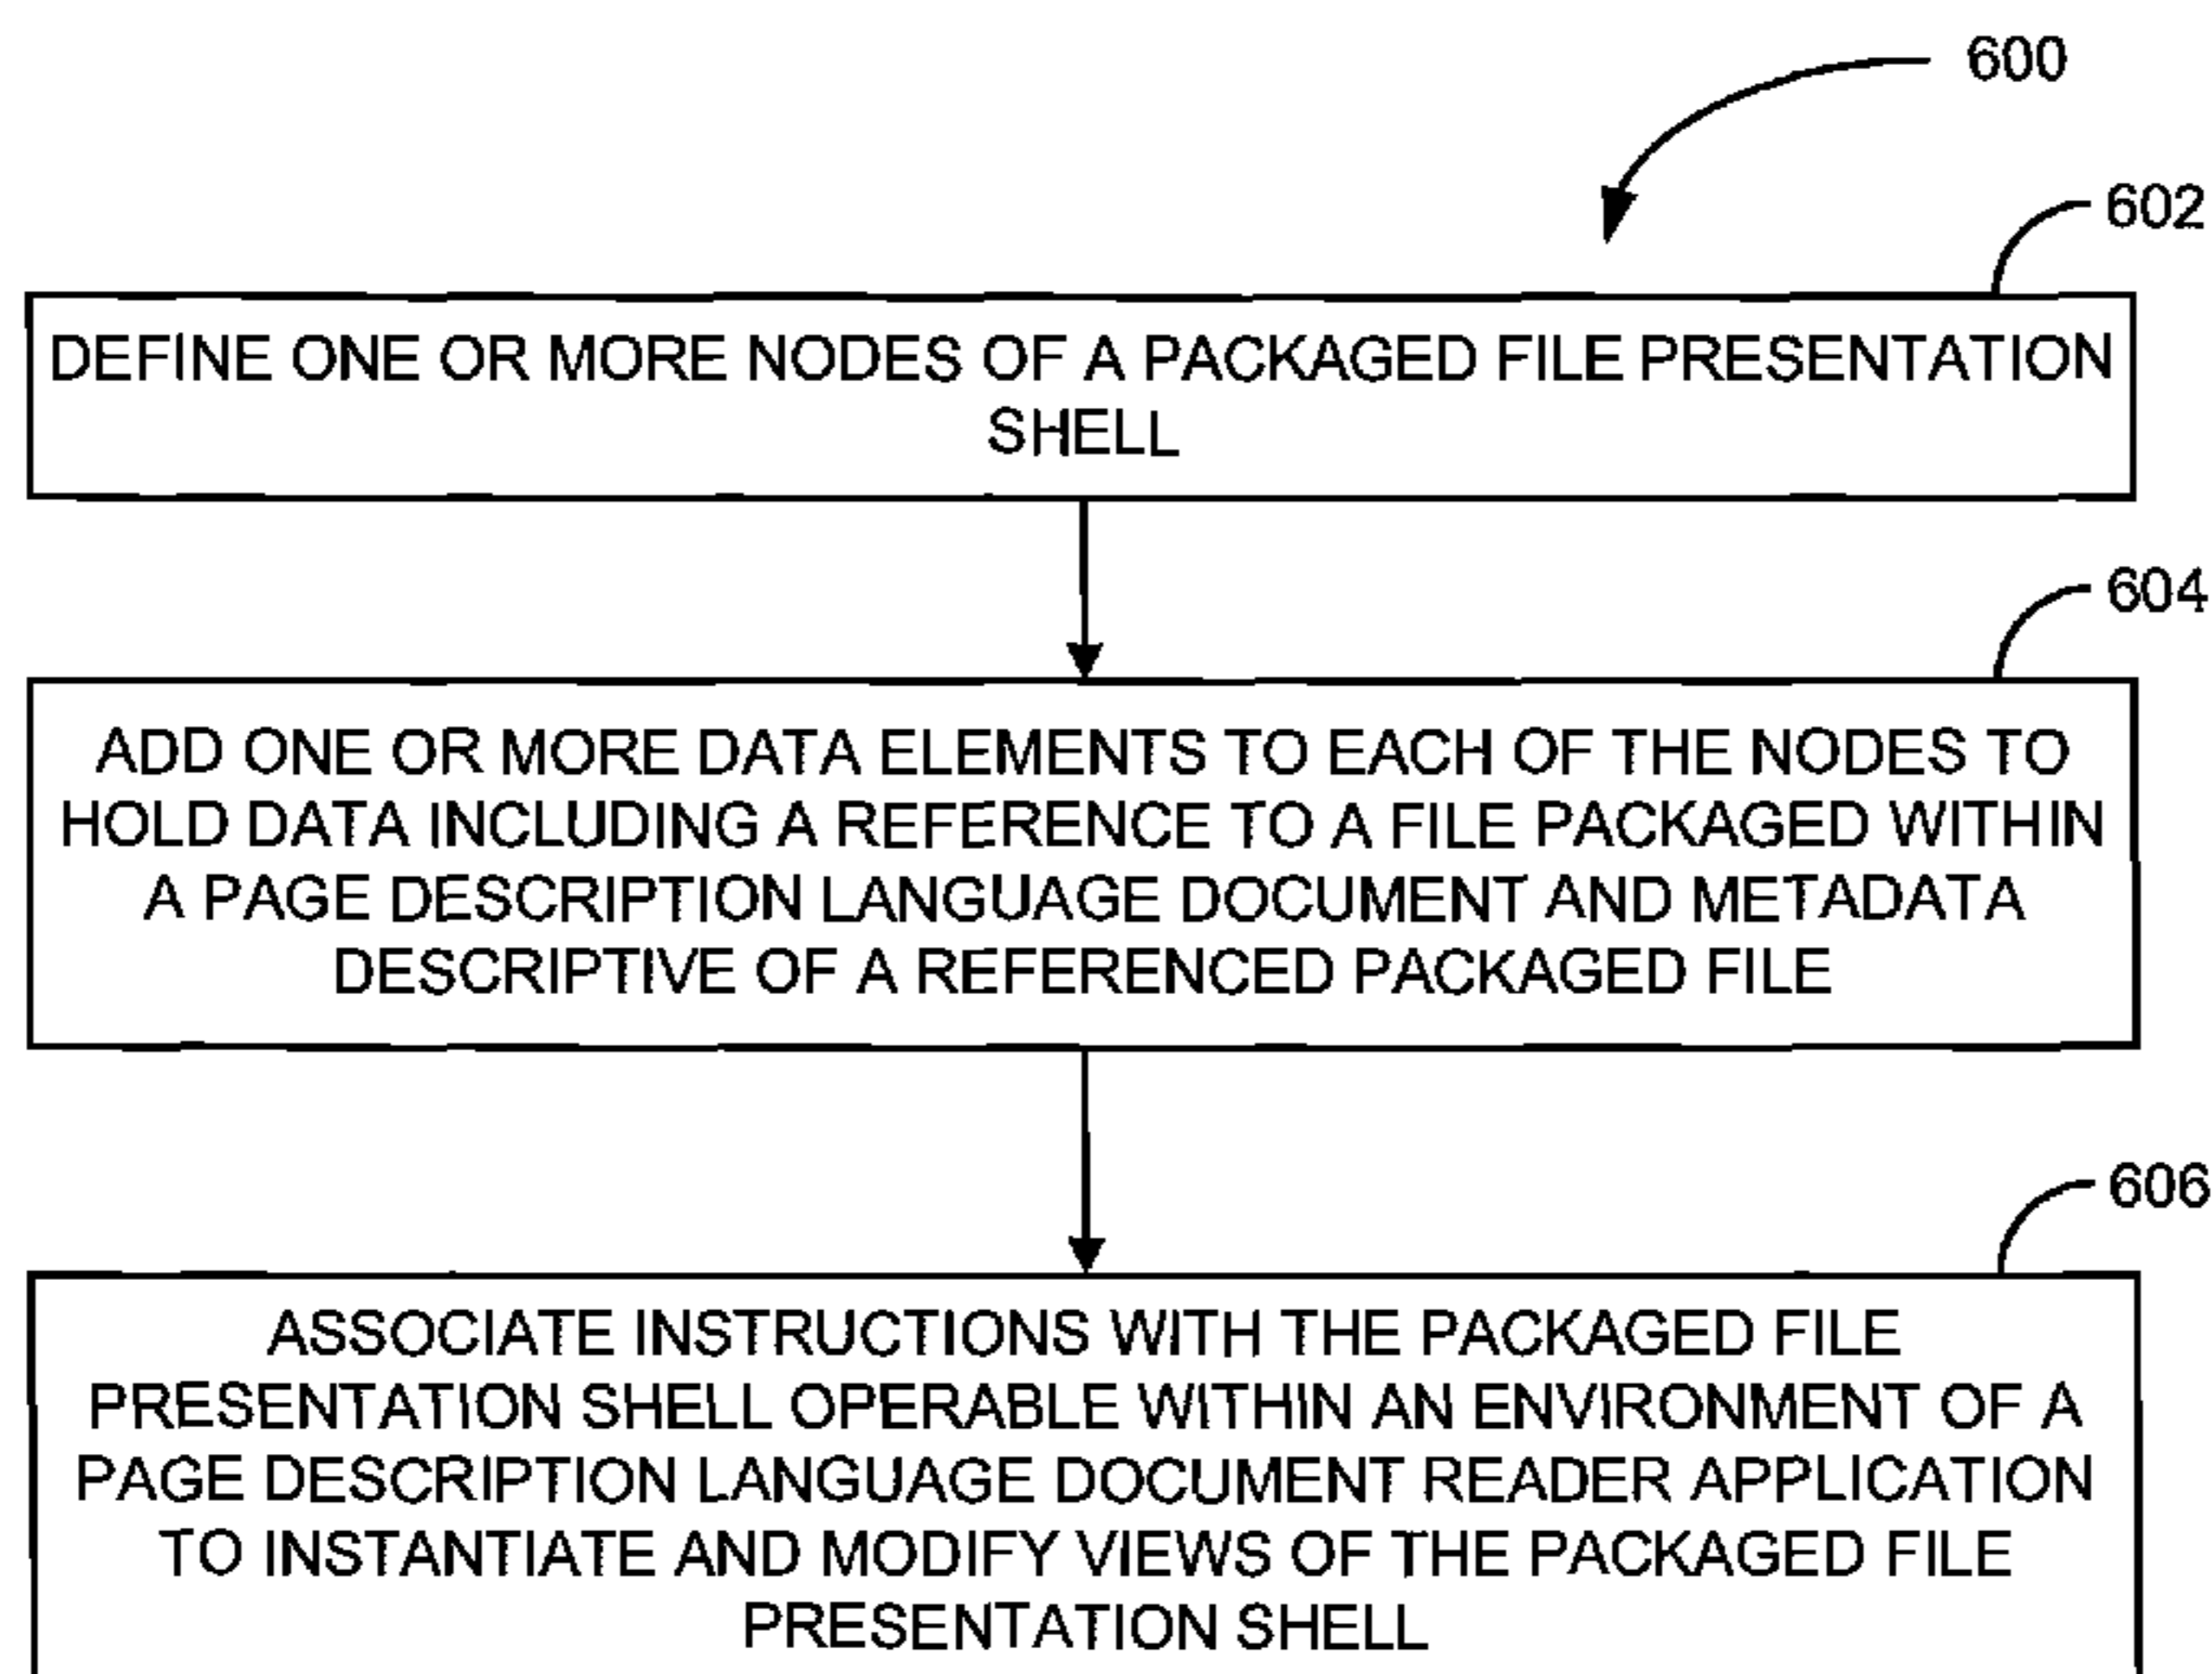 600
602
DEFINE ONE OR MORE NODES OF A PACKAGED FILE PRESENTATION
SHELL
604
ADD ONE OR MORE DATA ELEMENTS TO EACH OF THE NODES TO
HOLD DATA INCLUDING A REFERENCE TO A FILE PACKAGED WITHIN
A PAGE DESCRIPTION LANGUAGE DOCUMENT AND METADATA
DESCRIPTIVE OF A REFERENCED PACKAGED FILE
606
ASSOCIATE INSTRUCTIONS WITH THE PACKAGED FILE
PRESENTATION SHELL OPERABLE WITHIN AN ENVIRONMENT OF A
PAGE DESCRIPTION LANGUAGE DOCUMENT READER APPLICATION
TO INSTANTIATE AND MODIFY VIEWS OF THE PACKAGED FILE
PRESENTATION SHELL